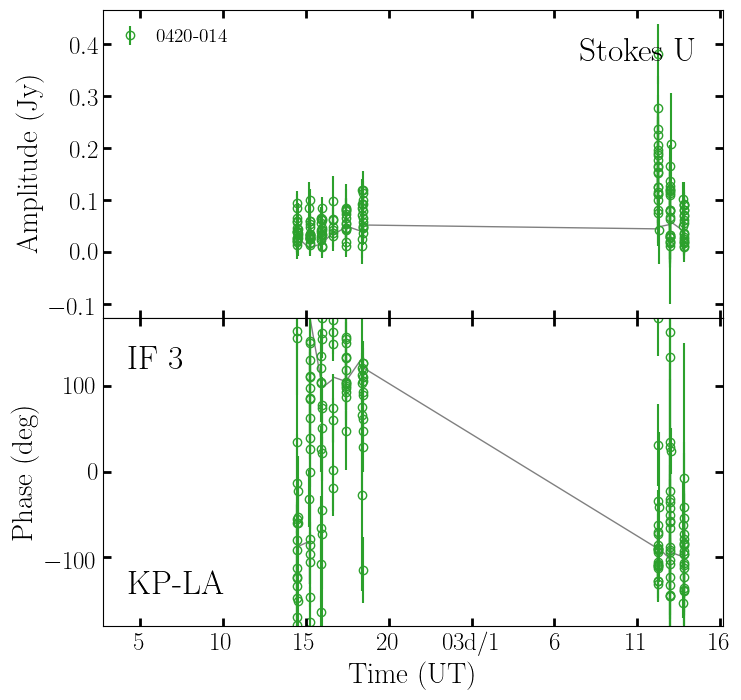 0420-014
Stokes U
0.4
0.3
0.2
0.1
0.0
−0.1
Amplitude (Jy)
IF 3
100
0
−100
Phase (deg)
KP-LA
5 10 15 20 03d/1 6 11 16
Time (UT)